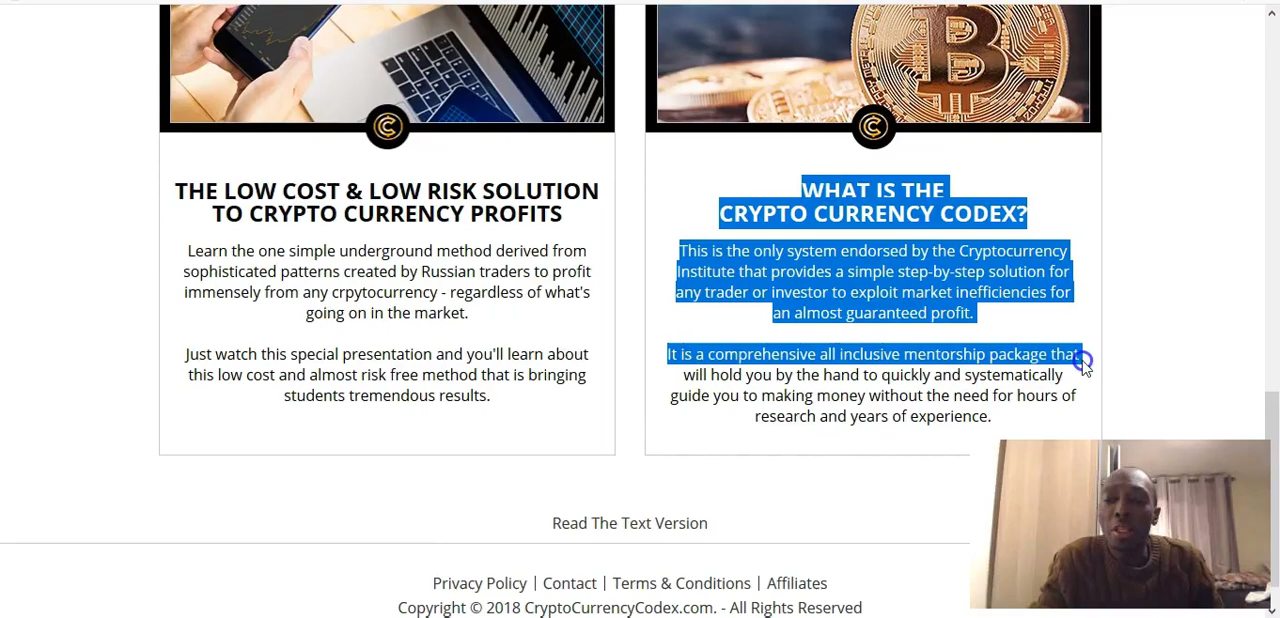 THE LOW COST & LOW RISK SOLUTION
TO CRYPTO CURRENCY PROFITS
Learn the one simple underground method derived from
sophisticated patterns created by Russian traders to profit
immensely from any crpytocurrency - regardless of what's
going on in the market.
Just watch this special presentation and you'll learn about
this low cost and almost risk free method that is bringing
students tremendous results.
WHAT IS THE
CRYPTO CURRENCY CODEX?
This is the only system endorsed by the Cryptocurrency
Institute that provides a simple step-by-step solution for
any trader or investor to exploit market inefficiencies for
an almost guaranteed profit.
It is a comprehensive all inclusive mentorship package that
will hold you by the hand to quickly and systematically
guide you to making money without the need for hours of
research and years of experience.
Read The Text Version
Privacy Policy | Contact | Terms & Conditions | Affiliates
Copyright © 2018 CryptoCurrencyCodex.com. - All Rights Reserved